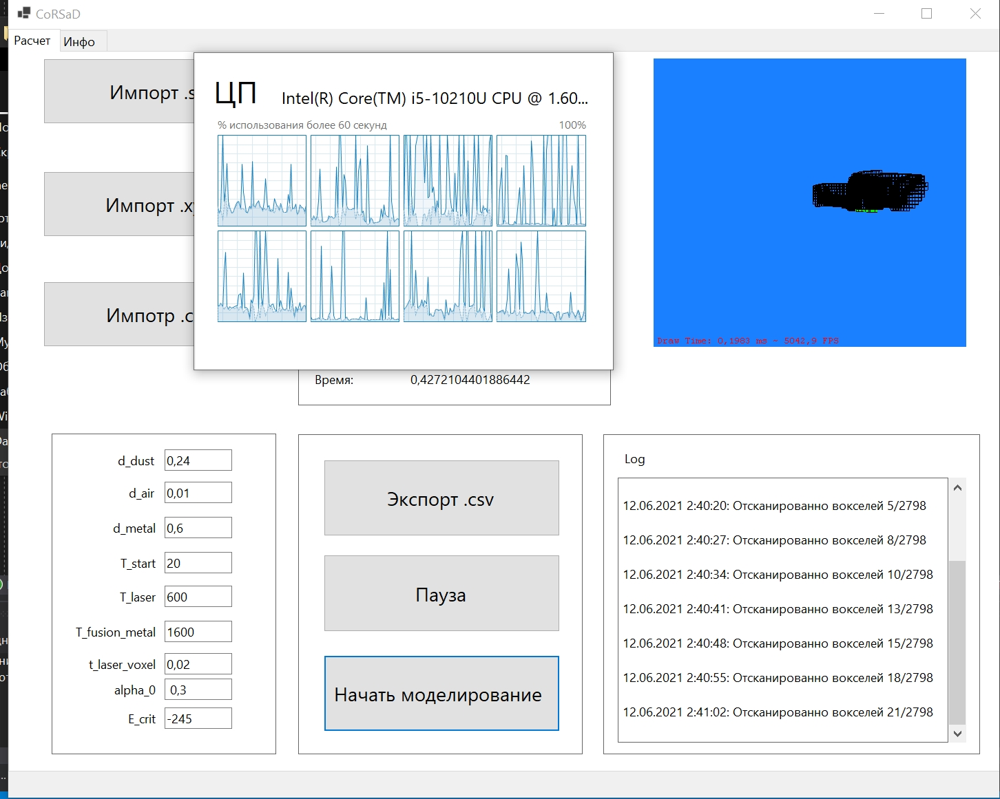 CoRSaD
Расчет
Инфо
Импорт .s
Импорт .x
Импотр .c
ЦП
Intel(R) Core(TM) i5-10210U CPU @ 1.60...
% использования более 60 секунд
100%
Draw Time: 0,1983 ms ~ 5042,9 FPS
Время:
0,4272104401886442
d_dust 0,24
d_air 0,01
d_metal 0,6
T_start 20
T_laser 600
T_fusion_metal 1600
t_laser_voxel 0,02
alpha_0 0,3
E_crit -245
Экспорт .csv
Пауза
Начать моделирование
Log
12.06.2021 2:40:20: Отсканированно вокселей 5/2798
12.06.2021 2:40:27: Отсканированно вокселей 8/2798
12.06.2021 2:40:34: Отсканированно вокселей 10/2798
12.06.2021 2:40:41: Отсканированно вокселей 13/2798
12.06.2021 2:40:48: Отсканированно вокселей 15/2798
12.06.2021 2:40:55: Отсканированно вокселей 18/2798
12.06.2021 2:41:02: Отсканированно вокселей 21/2798